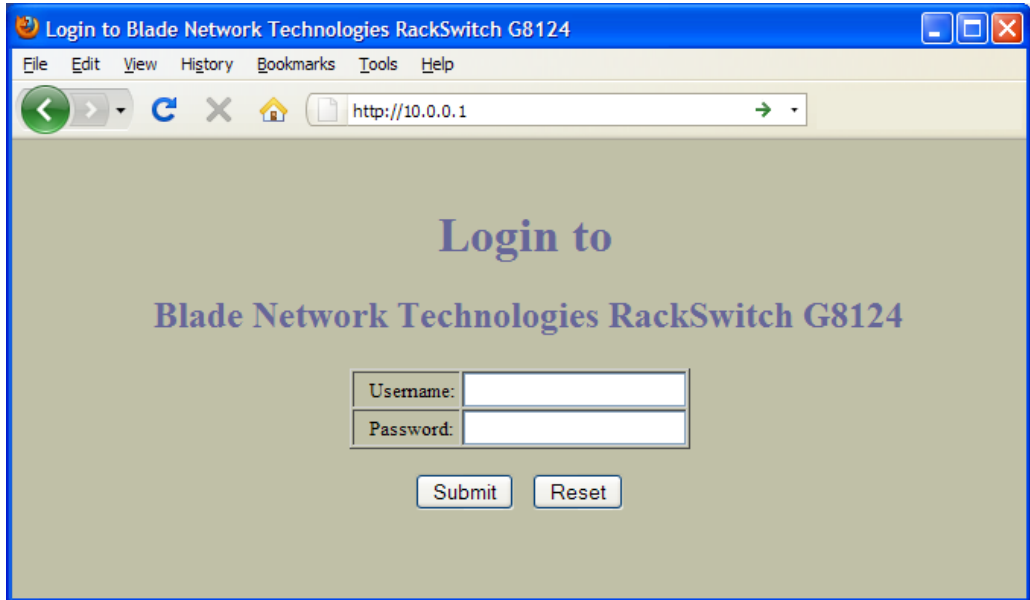 Login to Blade Network Technologies RackSwitch G8124
File Edit View History Bookmarks Tools Help
http://10.0.0.1
Login to
Blade Network Technologies RackSwitch G8124
Username:
Password:
Submit Reset